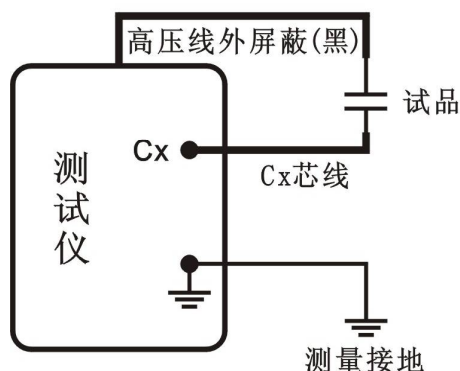 高压线外屏蔽(黑)
试品
Cx
Cx芯线
测试仪
测量接地